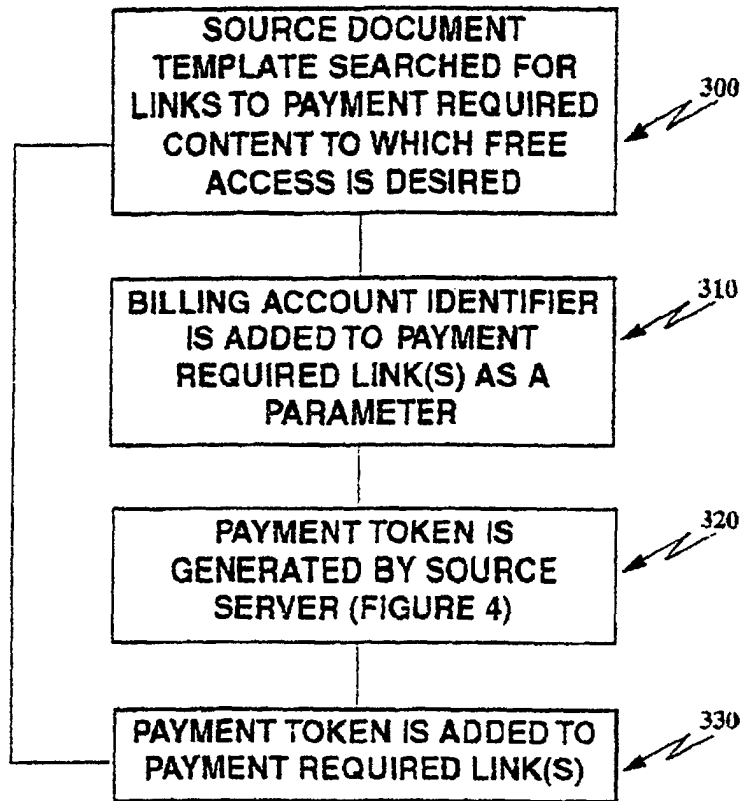 SOURCE DOCUMENT
TEMPLATE SEARCHED FOR
LINKS TO PAYMENT REQUIRED
CONTENT TO WHICH FREE
ACCESS IS DESIRED
300
BILLING ACCOUNT IDENTIFIER
IS ADDED TO PAYMENT
REQUIRED LINK(S) AS A
PARAMETER
310
PAYMENT TOKEN IS
GENERATED BY SOURCE
SERVER (FIGURE 4)
320
PAYMENT TOKEN IS ADDED TO
PAYMENT REQUIRED LINK(S)
330